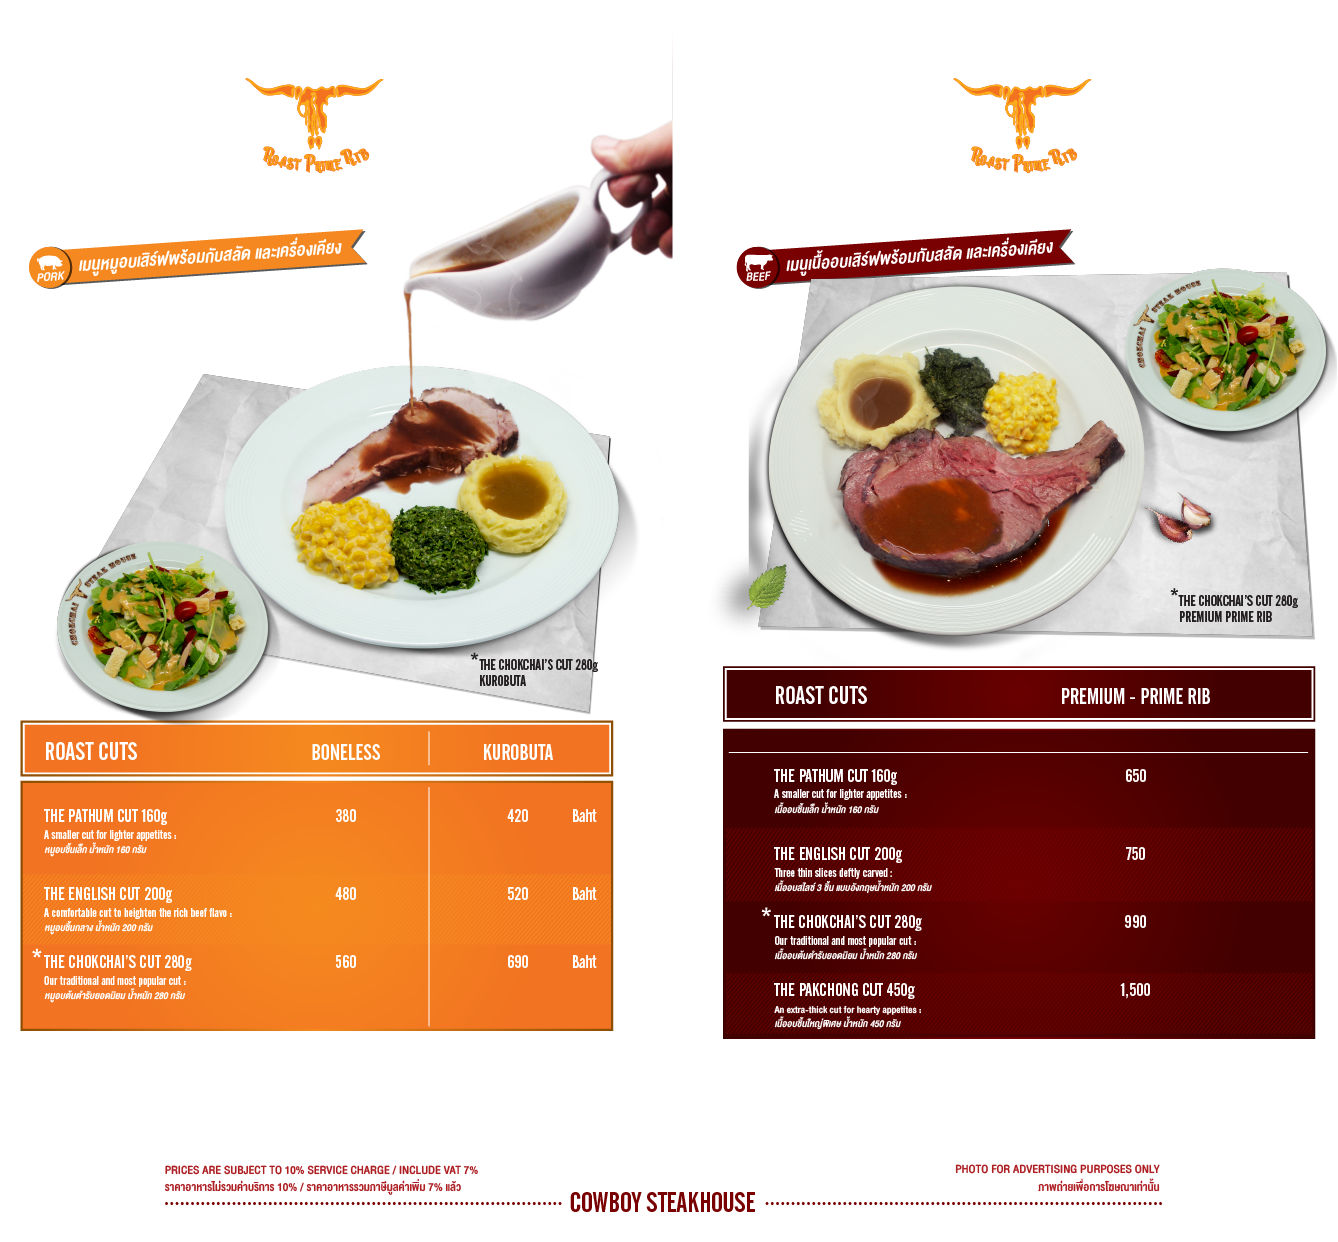 ROAST PRIME RIB
PORK
เมนูหมูอบเสิร์ฟพร้อมกับสลัด และเครื่องเคียง
CHOKCHAI STEAK HOUSE
*THE CHOKCHAI'S CUT 280g
KUROBUTA
ROAST CUTS BONELESS KUROBUTA
THE PATHUM CUT 160g 380 420 Baht
A smaller cut for lighter appetites :
หมูอบชิ้นเล็ก น้ำหนัก 160 กรัม
THE ENGLISH CUT 200g 480 520 Baht
A comfortable cut to heighten the rich beef flavo :
หมูอบชิ้นกลาง น้ำหนัก 200 กรัม
*THE CHOKCHAI'S CUT 280g 560 690 Baht
Our traditional and most popular cut :
หมูอบต้นตำรับยอดนิยม น้ำหนัก 280 กรัม
ROAST PRIME RIB
BEEF
เมนูเนื้ออบเสิร์ฟพร้อมกับสลัด และเครื่องเคียง
CHOKCHAI STEAK HOUSE
*THE CHOKCHAI'S CUT 280g
PREMIUM PRIME RIB
ROAST CUTS PREMIUM - PRIME RIB
THE PATHUM CUT 160g 650
A smaller cut for lighter appetites :
เนื้ออบชิ้นเล็ก น้ำหนัก 160 กรัม
THE ENGLISH CUT 200g 750
Three thin slices deftly carved :
เนื้ออบสไลซ์ 3 ชิ้น แบบอังกฤษน้ำหนัก 200 กรัม
*THE CHOKCHAI'S CUT 280g 990
Our traditional and most popular cut :
เนื้ออบต้นตำรับยอดนิยม น้ำหนัก 280 กรัม
THE PAKCHONG CUT 450g 1,500
An extra-thick cut for hearty appetites :
เนื้ออบชิ้นใหญ่พิเศษ น้ำหนัก 450 กรัม
PRICES ARE SUBJECT TO 10% SERVICE CHARGE / INCLUDE VAT 7%
ราคาอาหารไม่รวมค่าบริการ 10% / ราคาอาหารรวมภาษีมูลค่าเพิ่ม 7% แล้ว
COWBOY STEAKHOUSE
PHOTO FOR ADVERTISING PURPOSES ONLY
ภาพถ่ายเพื่อการโฆษณาเท่านั้น